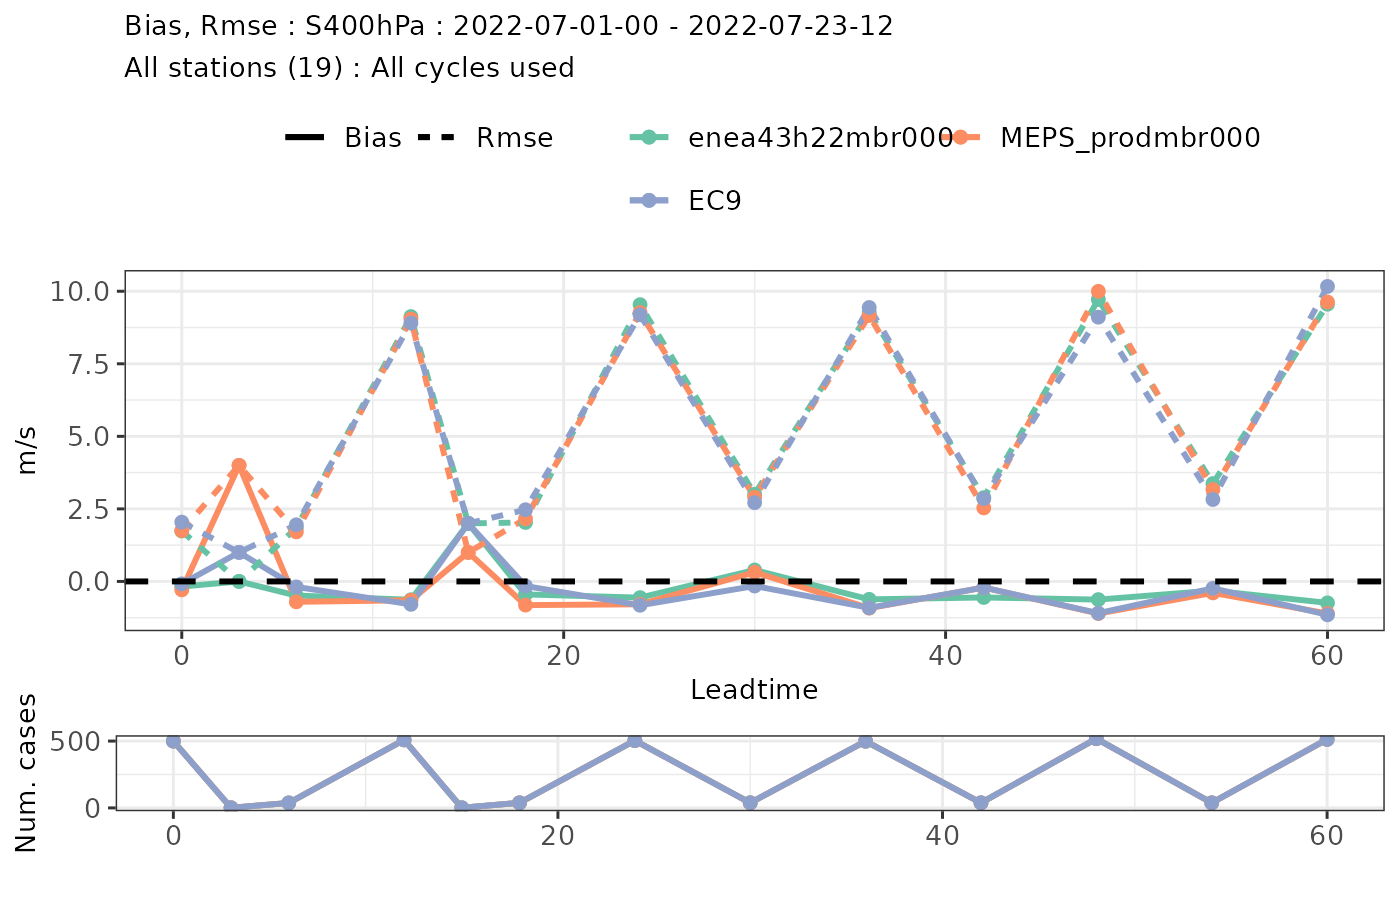 Bias, Rmse : S400hPa : 2022-07-01-00 - 2022-07-23-12
All stations (19) : All cycles used
Bias Rmse enea43h22mbr000 MEPS_prodmbr000
EC9
m/s
10.0
7.5
5.0
2.5
0.0
0 20 40 60
Leadtime
Num. cases
500
0
0 20 40 60